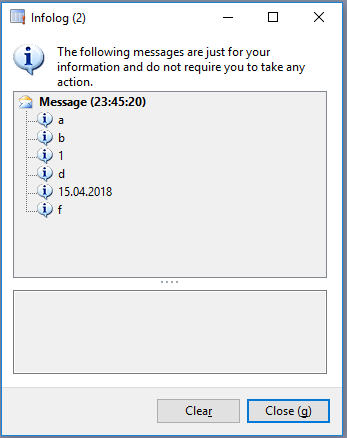 Infolog (2)
The following messages are just for your
information and do not require you to take any
action.
Message (23:45:20)
a
b
1
d
15.04.2018
f
Clear
Close (g)